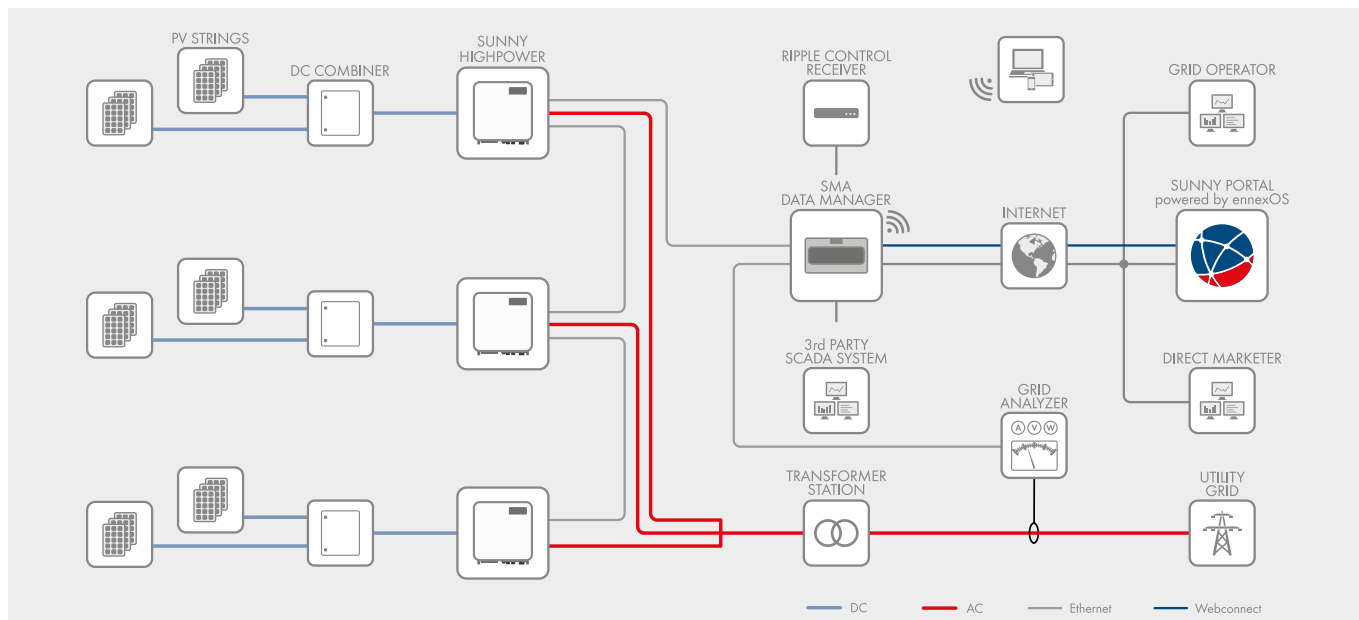 PV STRINGS
DC COMBINER
SUNNY
HIGHPOWER
RIPPLE CONTROL
RECEIVER
GRID OPERATOR
SMA
DATA MANAGER
INTERNET
SUNNY PORTAL
powered by ennexOS
3rd PARTY
SCADA SYSTEM
DIRECT MARKETER
GRID
ANALYZER
A V W
TRANSFORMER
STATION
UTILITY
GRID
DC
AC
Ethernet
Webconnect